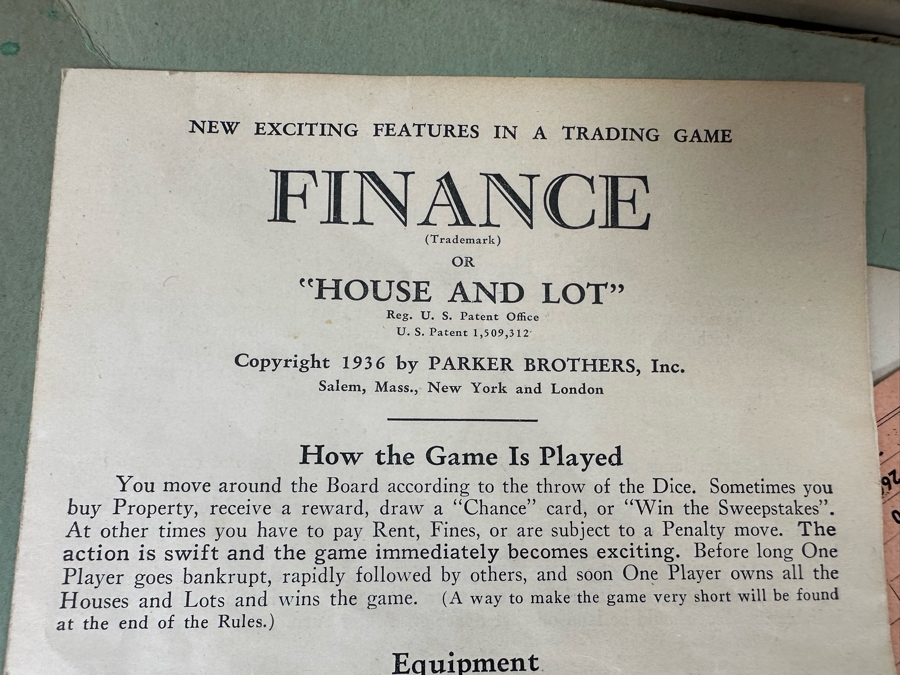 NEW EXCITING FEATURES IN A TRADING GAME
FINANCE
(Trademark)
OR
“HOUSE AND LOT”
Reg. U. S. Patent Office
U. S. Patent 1,509,312
Copyright 1936 by PARKER BROTHERS, Inc.
Salem, Mass., New York and London
How the Game Is Played
You move around the Board according to the throw of the Dice. Sometimes you
buy Property, receive a reward, draw a “Chance” card, or “Win the Sweepstakes”.
At other times you have to pay Rent, Fines, or are subject to a Penalty move. The
action is swift and the game immediately becomes exciting. Before long One
Player goes bankrupt, rapidly followed by others, and soon One Player owns all the
Houses and Lots and wins the game. (A way to make the game very short will be found
at the end of the Rules.)
Equipment